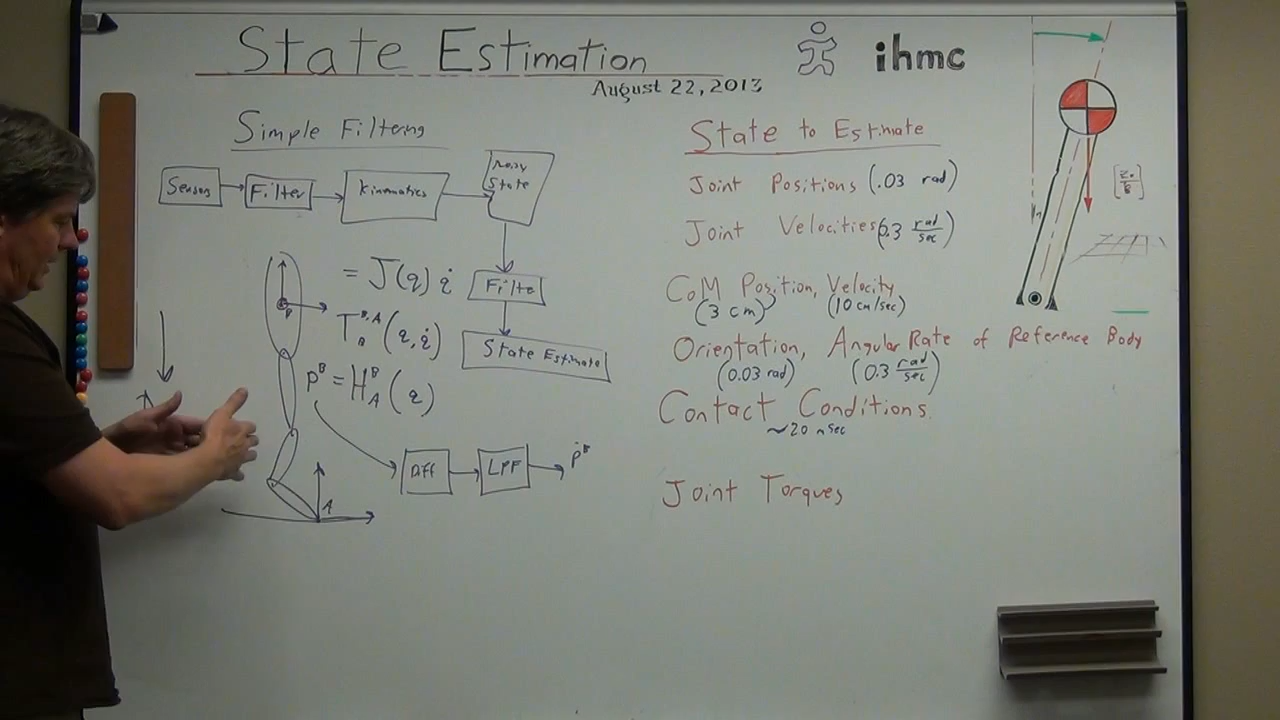 State Estimation
August 22, 2013
ihmc
Simple Filtering
Sensors
Filter
Kinematics
Noisy
State
Filter
State Estimate
= J(q) q̇
T_A^{B,A}(q, q̇)
P^B = H_A^B (q)
B
A
Diff
LPF
Ṗ^B
State to Estimate
Joint Positions (.03 rad)
Joint Velocities (0.3 rad/sec)
CoM Position, Velocity
(3 cm) (10 cm/sec)
Orientation, Angular Rate of Reference Body
(0.03 rad) (0.3 rad/sec)
Contact Conditions
~20 msec
Joint Torques